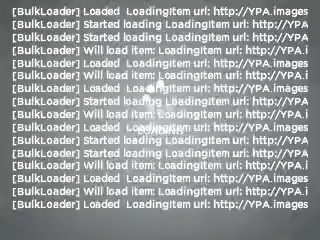 [BulkLoader] Loaded LoadingItem url: http://YPA.images
[BulkLoader] Started loading LoadingItem url: http://YPA
[BulkLoader] Will load item: LoadingItem url: http://YPA.i
[BulkLoader] Started loading LoadingItem url: http://YPA
[BulkLoader] Loaded LoadingItem url: http://YPA.images
[BulkLoader] Will load item: LoadingItem url: http://YPA.i
[BulkLoader] Loaded LoadingItem url: http://YPA.images
[BulkLoader] Started loading LoadingItem url: http://YPA
[BulkLoader] Will load item: LoadingItem url: http://YPA.i
[BulkLoader] Loaded LoadingItem url: http://YPA.images
[BulkLoader] Started loading LoadingItem url: http://YPA
[BulkLoader] Started loading LoadingItem url: http://YPA
[BulkLoader] Will load item: LoadingItem url: http://YPA.i
[BulkLoader] Loaded LoadingItem url: http://YPA.images
[BulkLoader] Will load item: LoadingItem url: http://YPA.i
[BulkLoader] Loaded LoadingItem url: http://YPA.images